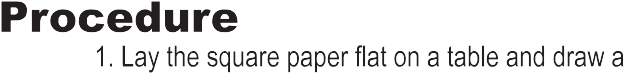 Procedure
1. Lay the square paper flat on a table and draw a